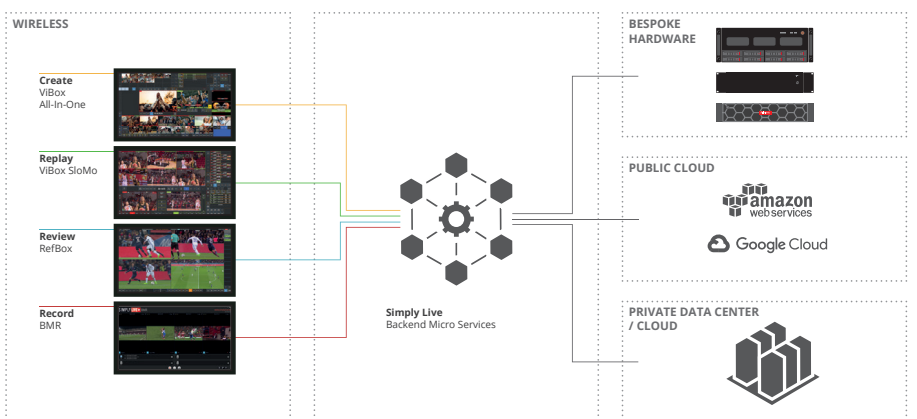 WIRELESS
Create
ViBox
All-In-One
Replay
ViBox SloMo
Review
RefBox
Record
BMR
Simply Live
Backend Micro Services
BESPOKE
HARDWARE
PUBLIC CLOUD
amazon
web services
Google Cloud
PRIVATE DATA CENTER
/ CLOUD